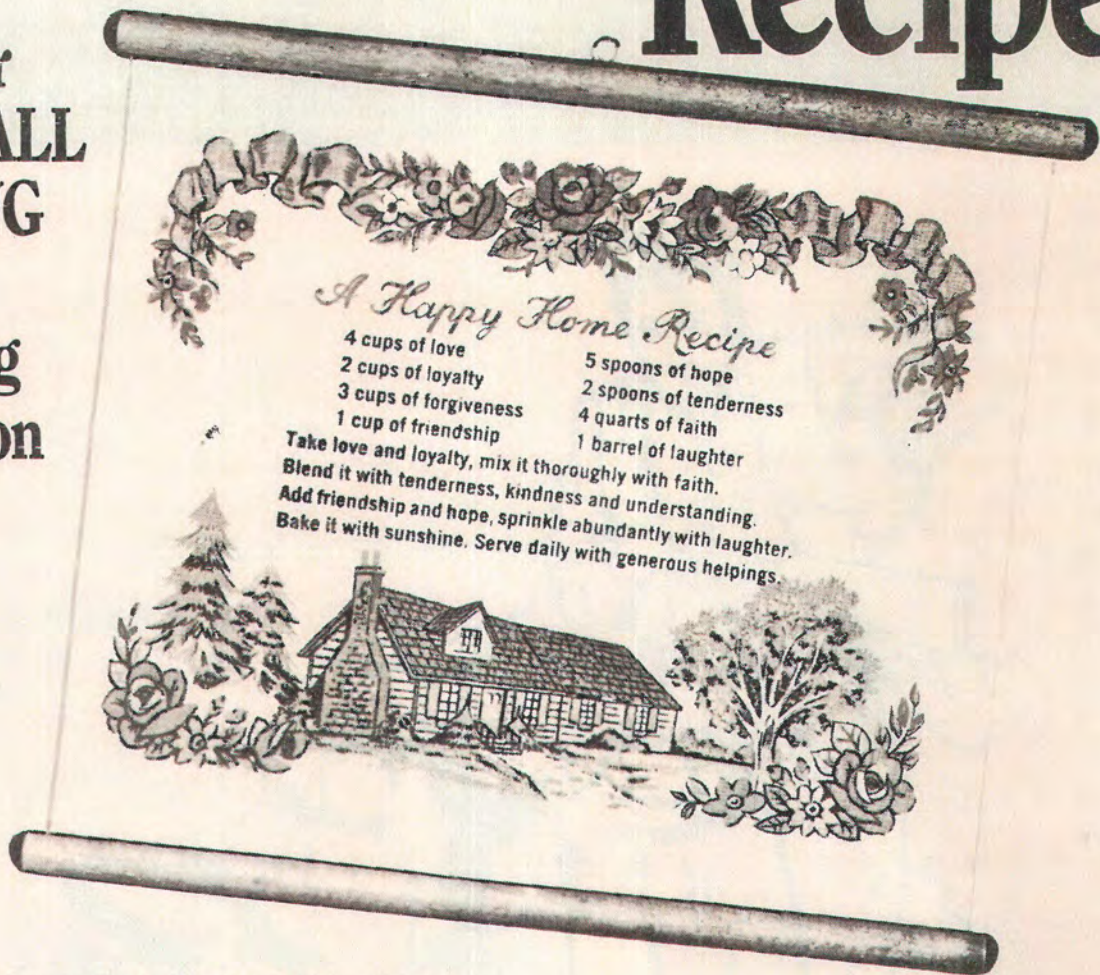 Recipe
f
ALL
G
g
on
A Happy Home Recipe
4 cups of love
2 cups of loyalty
3 cups of forgiveness
1 cup of friendship
5 spoons of hope
2 spoons of tenderness
4 quarts of faith
1 barrel of laughter
Take love and loyalty, mix it thoroughly with faith.
Blend it with tenderness, kindness and understanding.
Add friendship and hope, sprinkle abundantly with laughter.
Bake it with sunshine. Serve daily with generous helpings.